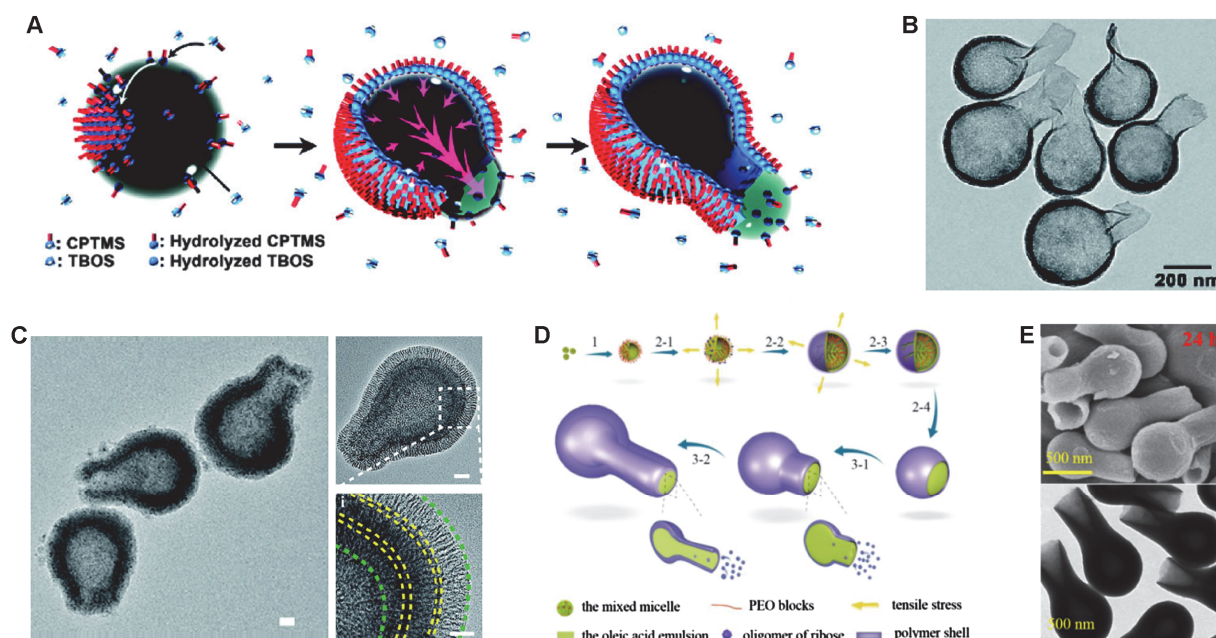 A
: CPTMS : Hydrolyzed CPTMS
: TBOS : Hydrolyzed TBOS
B
200 nm
C
D
1 2-1 2-2 2-3
2-4
3-2 3-1
the mixed micelle PEO blocks tensile stress
the oleic acid emulsion oligomer of ribose polymer shell
E
24
500 nm
500 nm